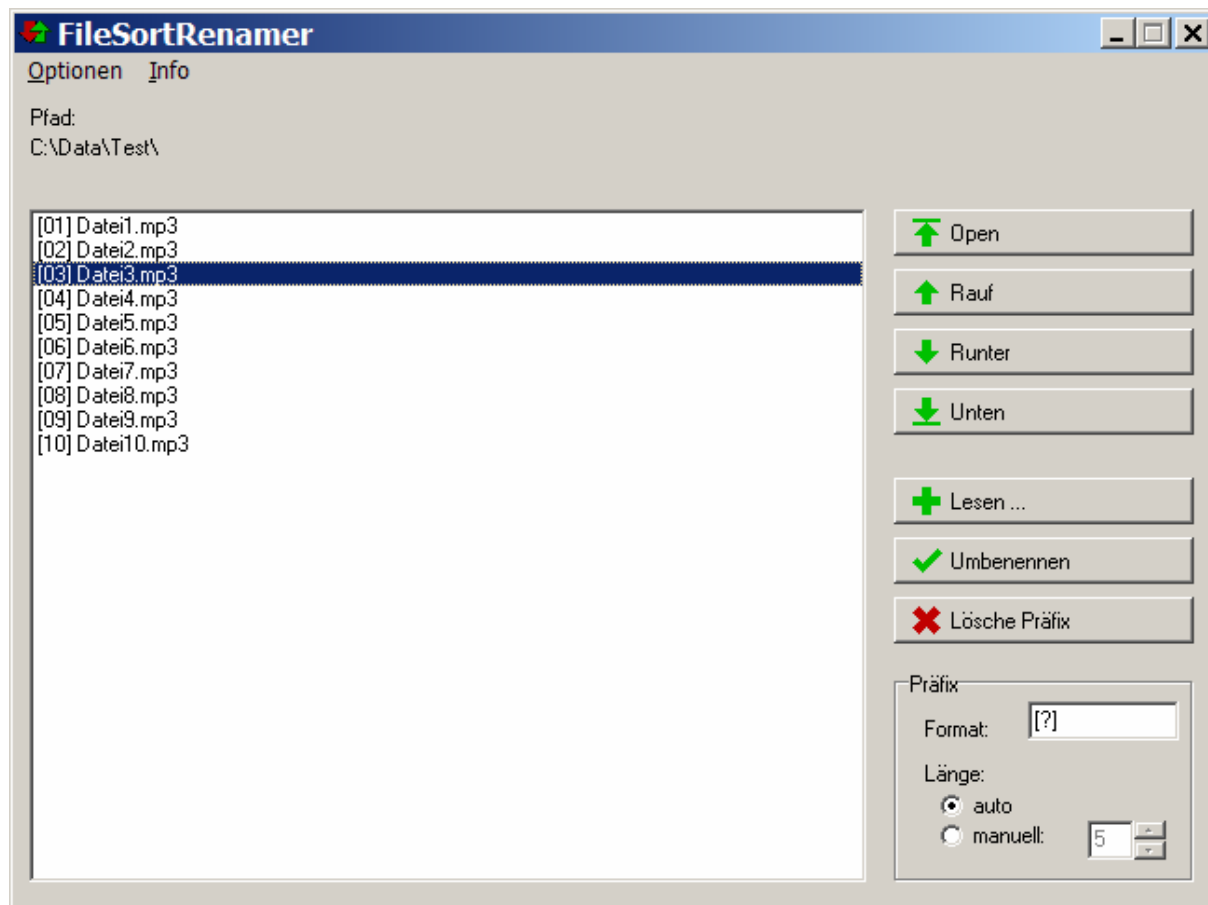 FileSortRenamer
Optionen Info
Pfad:
C:\Data\Test\
[01] Datei1.mp3
[02] Datei2.mp3
[03] Datei3.mp3
[04] Datei4.mp3
[05] Datei5.mp3
[06] Datei6.mp3
[07] Datei7.mp3
[08] Datei8.mp3
[09] Datei9.mp3
[10] Datei10.mp3
Open
Rauf
Runter
Unten
Lesen ...
Umbenennen
Lösche Präfix
Präfix
Format: [?]
Länge:
auto
manuell: 5